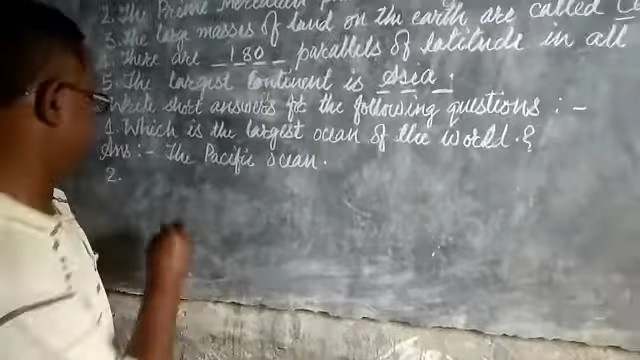 2. The Prime Meridian
3. The large masses of land on the earth are called
4. There are 180 parallels of latitude in all
5. The largest continent is Asia.
Write short answers for the following questions :-
1. Which is the largest ocean of the world.?
Ans :- The Pacific Ocean.
2.